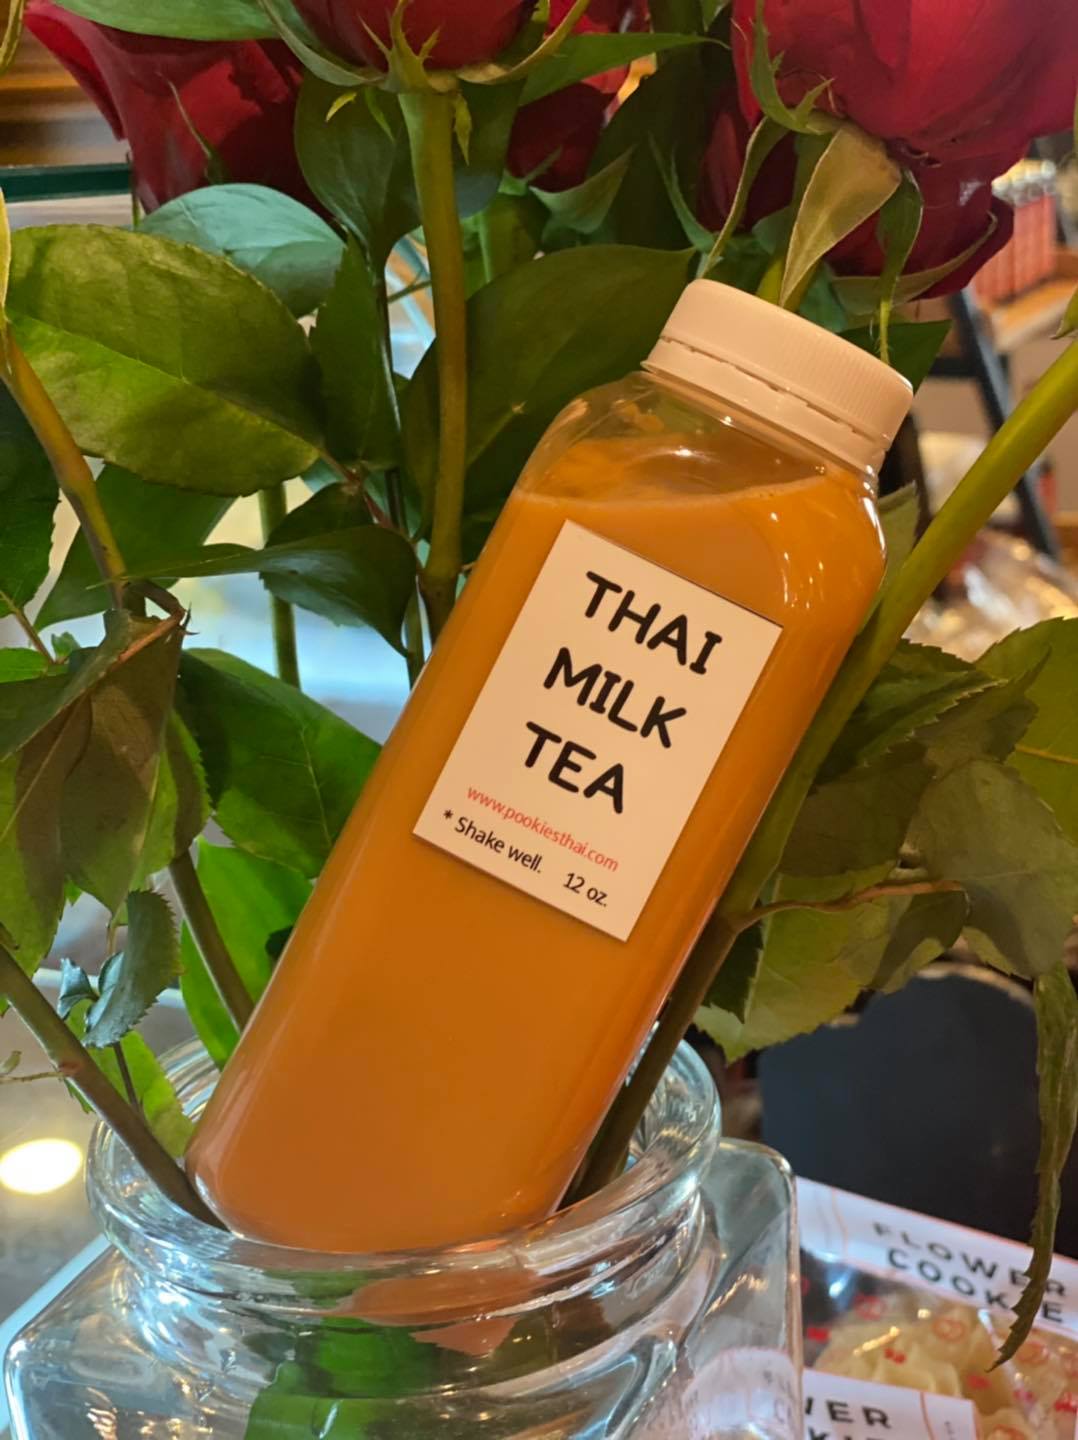 THAI
MILK
TEA
www.pookiesthai.com
* Shake well. 12 oz.
FLOWER
COOKIE